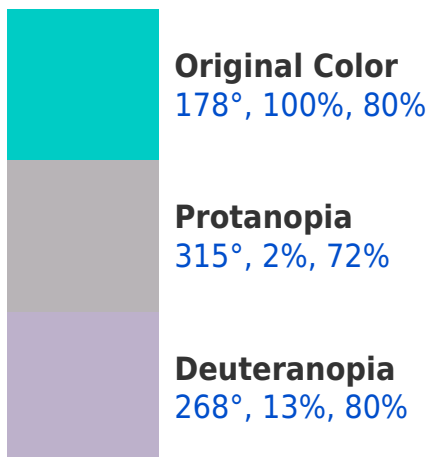 Original Color
178°, 100%, 80%
Protanopia
315°, 2%, 72%
Deuteranopia
268°, 13%, 80%